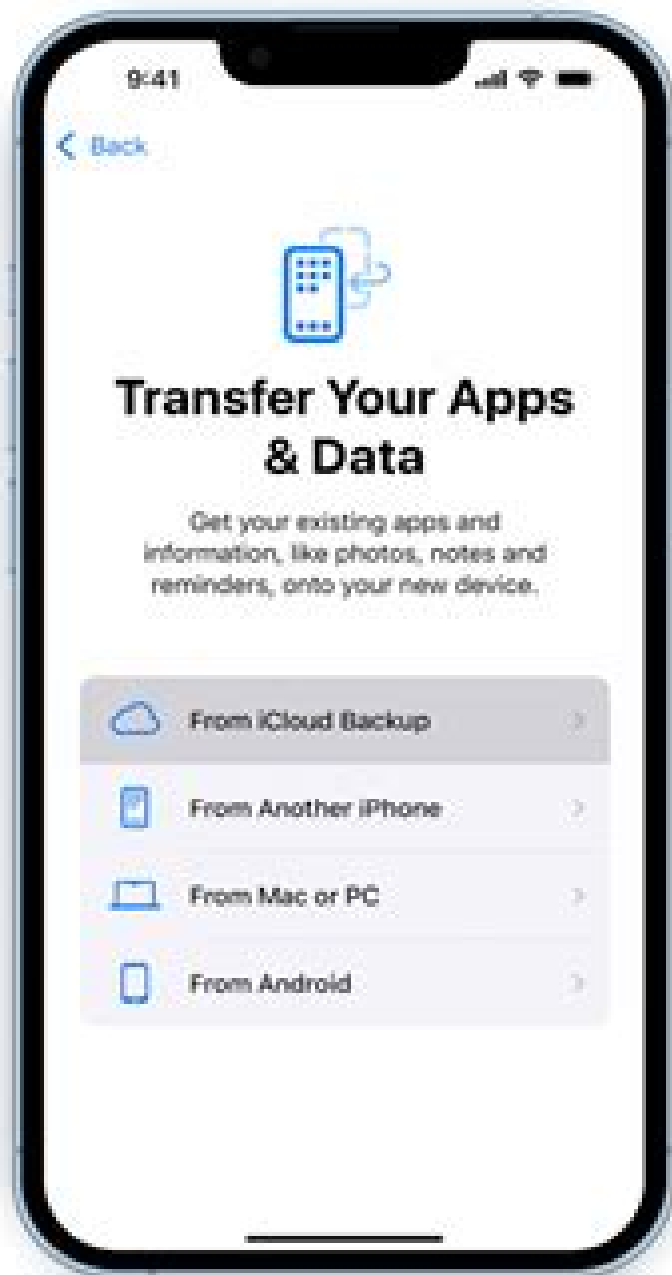 9:41
Back
Transfer Your Apps
& Data
Get your existing apps and
information, like photos, notes and
reminders, onto your new device.
From iCloud Backup
From Another iPhone
From Mac or PC
From Android